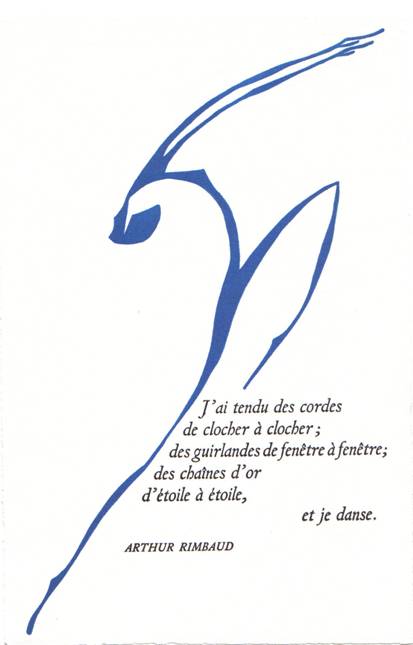 J'ai tendu des cordes
de clocher à clocher ;
des guirlandes de fenêtre à fenêtre;
des chaînes d'or
d'étoile à étoile,
et je danse.
ARTHUR RIMBAUD